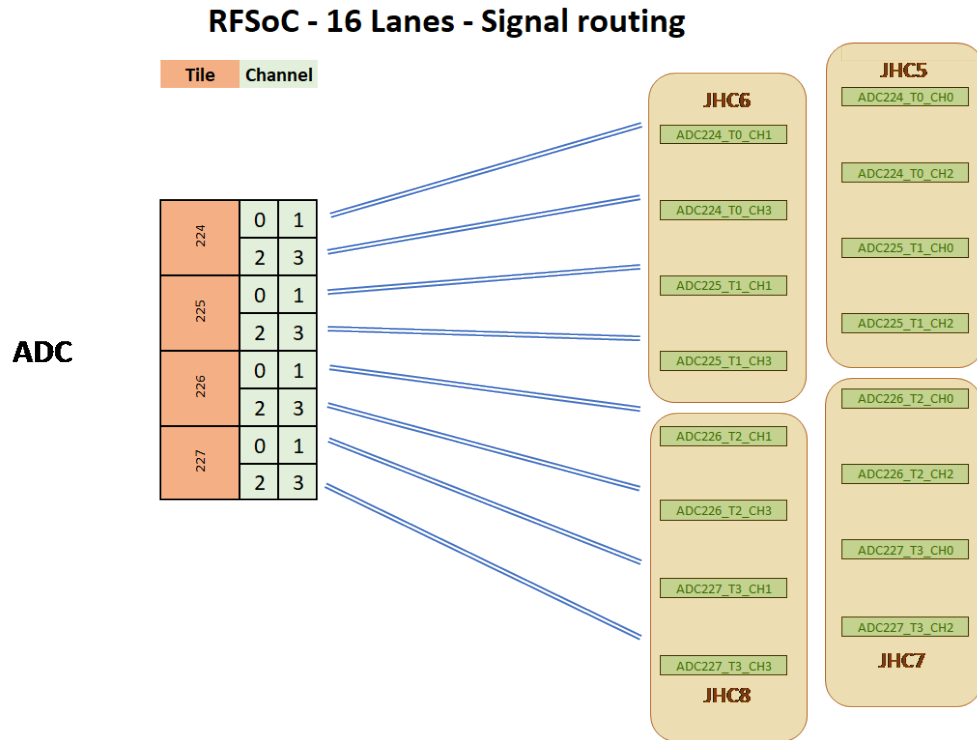 RFSoC - 16 Lanes - Signal routing
Tile Channel
ADC
224
0 1
2 3
225
0 1
2 3
226
0 1
2 3
227
0 1
2 3
JHC6
ADC224_T0_CH1
ADC224_T0_CH3
ADC225_T1_CH1
ADC225_T1_CH3
JHC5
ADC224_T0_CH0
ADC224_T0_CH2
ADC225_T1_CH0
ADC225_T1_CH2
ADC226_T2_CH1
ADC226_T2_CH3
ADC227_T3_CH1
ADC227_T3_CH3
JHC8
ADC226_T2_CH0
ADC226_T2_CH2
ADC227_T3_CH0
ADC227_T3_CH2
JHC7